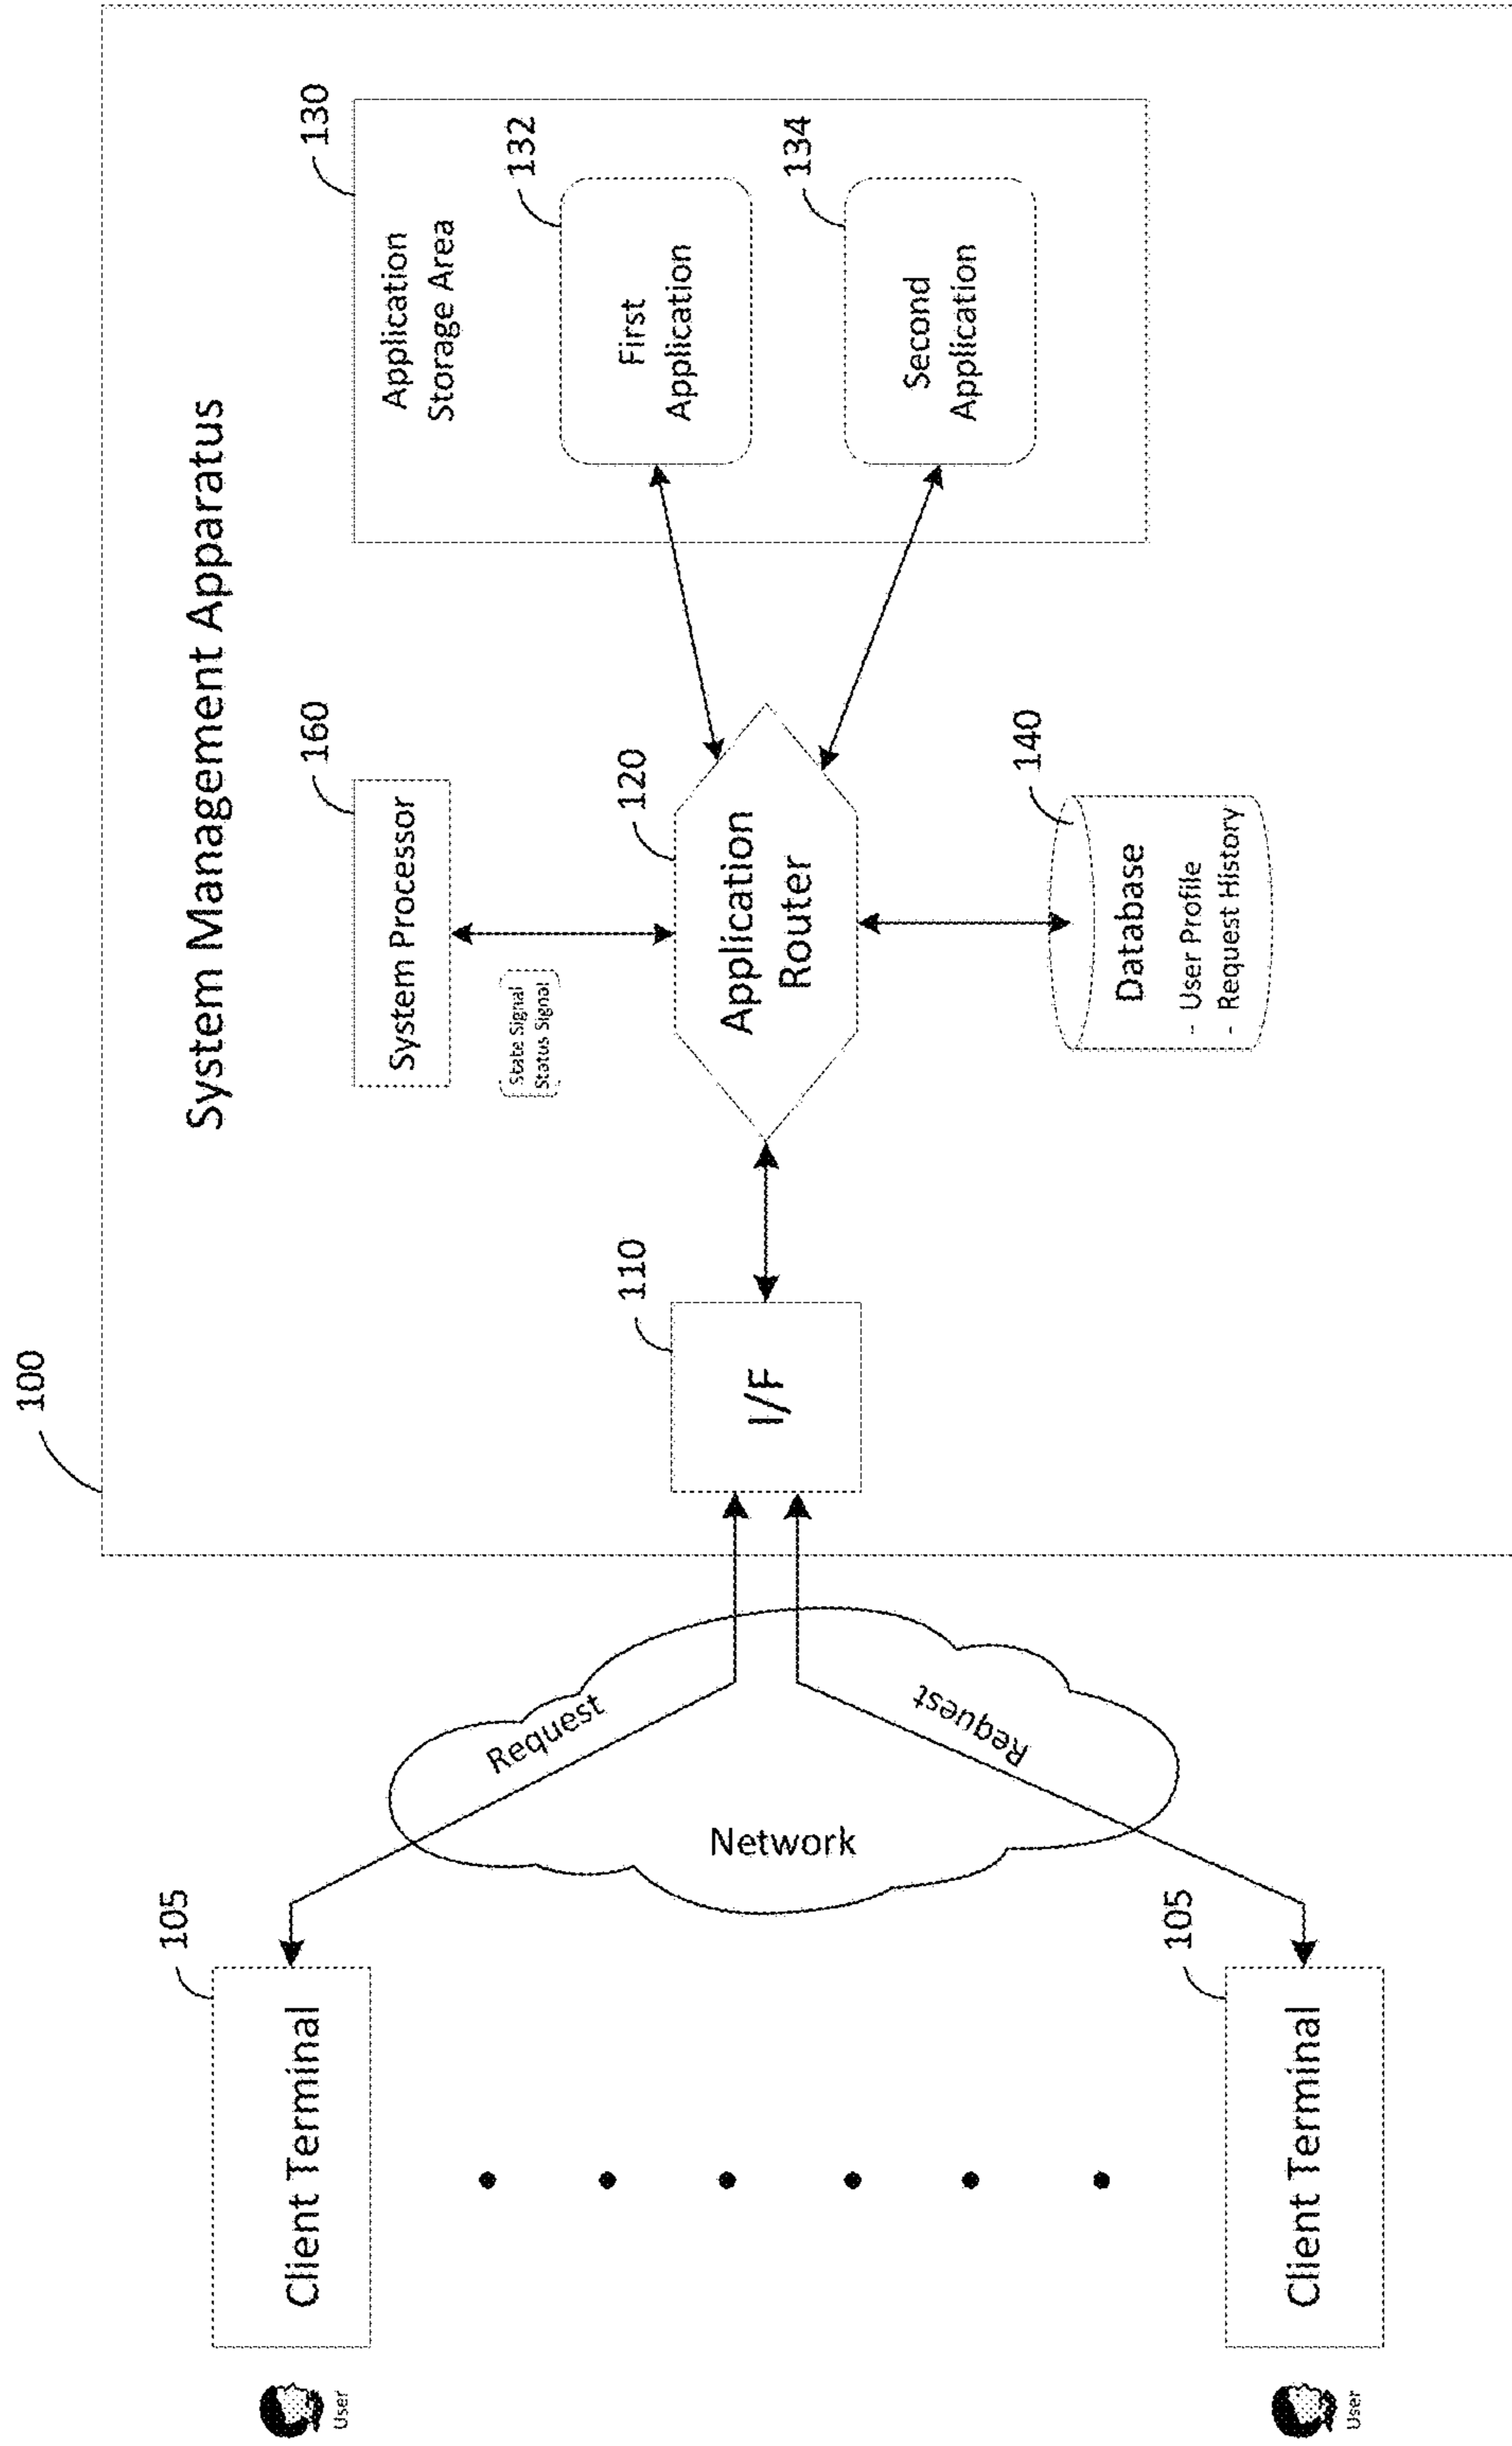 100
System Management Apparatus
160
System Processor
State Signal
Status Signal
130
Application
Storage Area
132
First
Application
134
Second
Application
120
Application
Router
110
I/F
140
Database
- User Profile
- Request History
Request
Network
Request
105
Client Terminal
User
105
Client Terminal
User